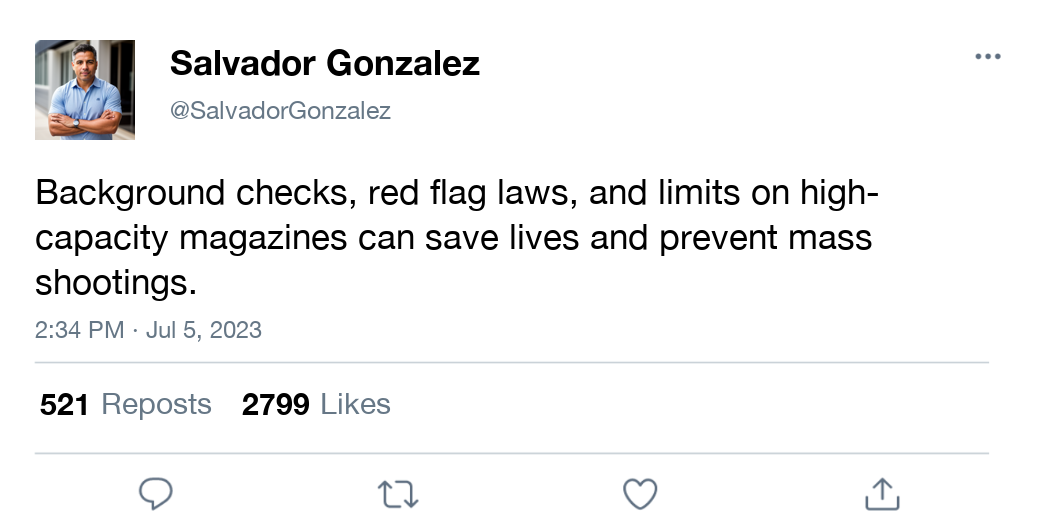 Salvador Gonzalez
@SalvadorGonzalez
Background checks, red flag laws, and limits on high-
capacity magazines can save lives and prevent mass
shootings.
2:34 PM · Jul 5, 2023
521 Reposts 2799 Likes